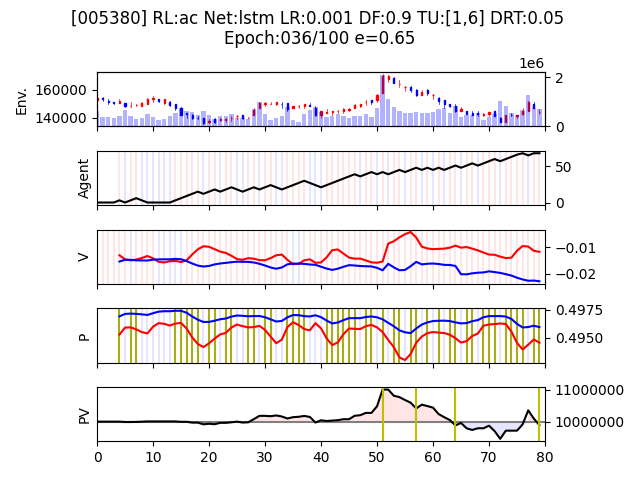 [005380] RL:ac Net:lstm LR:0.001 DF:0.9 TU:[1,6] DRT:0.05
Epoch:036/100 e=0.65
1e6
Env.
160000
140000
2
0
Agent
50
0
V
−0.01
−0.02
P
0.4975
0.4950
PV
11000000
10000000
0 10 20 30 40 50 60 70 80